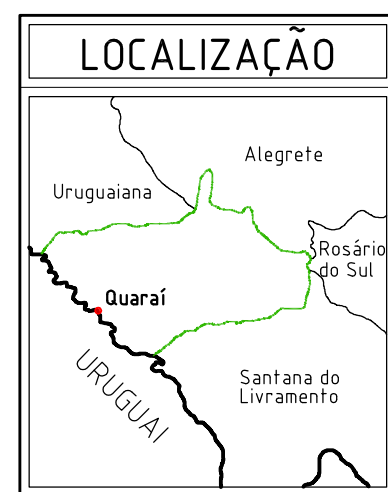 LOCALIZAÇÃO
Alegrete
Uruguaiana
Rosário
do Sul
Quaraí
URUGUAI
Santana do
Livramento